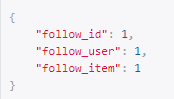 {
"follow_id": 1,
"follow_user": 1,
"follow_item": 1
}